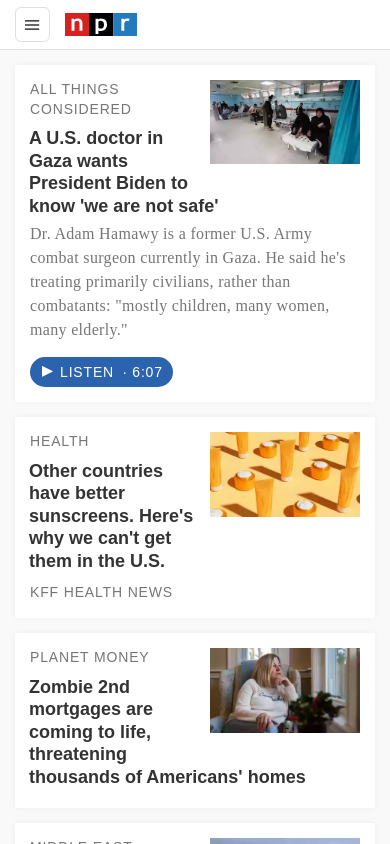 npr
ALL THINGS
CONSIDERED
A U.S. doctor in
Gaza wants
President Biden to
know 'we are not safe'
Dr. Adam Hamawy is a former U.S. Army
combat surgeon currently in Gaza. He said he's
treating primarily civilians, rather than
combatants: "mostly children, many women,
many elderly."
LISTEN · 6:07
HEALTH
Other countries
have better
sunscreens. Here's
why we can't get
them in the U.S.
KFF HEALTH NEWS
PLANET MONEY
Zombie 2nd
mortgages are
coming to life,
threatening
thousands of Americans' homes
MIDDLE EAST